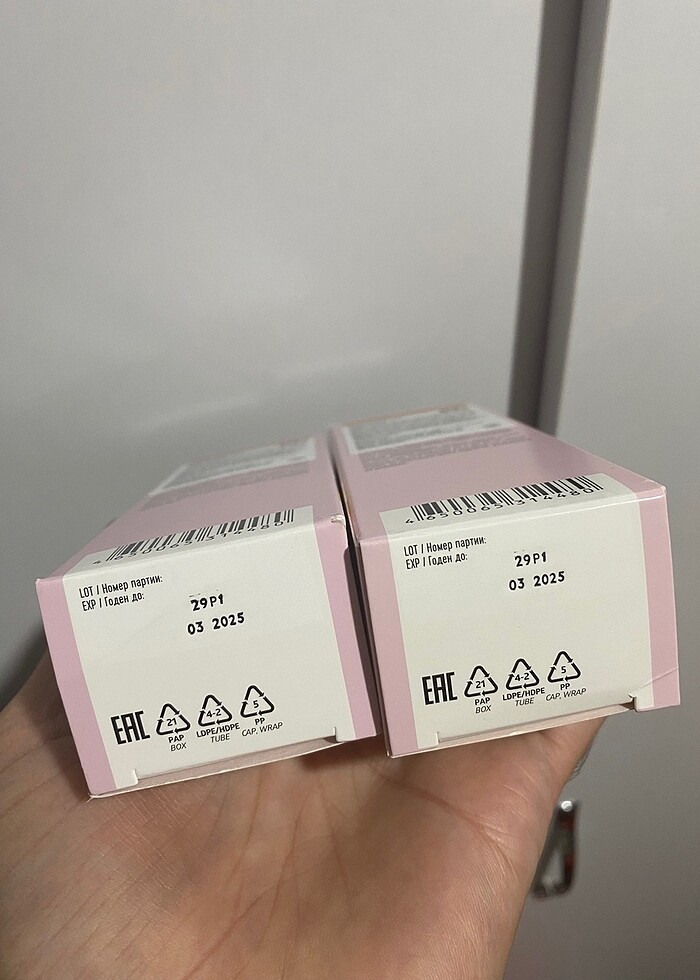 4650065314480
LOT / Номер партии:
EXP / Годен до:
29P1
03 2025
EAC
21
PAP
BOX
4-2
LDPE/HDPE
TUBE
5
PP
CAP, WRAP
4650065314480
LOT / Номер партии:
EXP / Годен до:
29P1
03 2025
EAC
21
PAP
BOX
4-2
LDPE/HDPE
TUBE
5
PP
CAP, WRAP